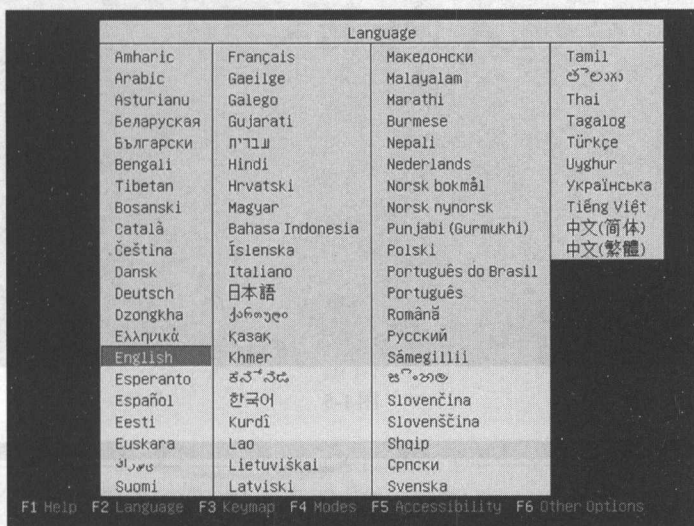 Language
Amharic
Arabic
Asturianu
Беларуская
Български
Bengali
Tibetan
Bosanski
Català
Čeština
Dansk
Deutsch
Dzongkha
Ελληνικά
English
Esperanto
Español
Eesti
Euskara
Suomi
Français
Gaeilge
Galego
Gujarati
עברית
Hindi
Hrvatski
Magyar
Bahasa Indonesia
Íslenska
Italiano
日本語
ქართული
Қазақ
Khmer
한국어
Kurdî
Lao
Lietuviškai
Latviski
Македонски
Malayalam
Marathi
Burmese
Nepali
Nederlands
Norsk bokmål
Norsk nynorsk
Punjabi (Gurmukhi)
Polski
Português do Brasil
Português
Română
Русский
Sámegillii
Slovenčina
Slovenščina
Shqip
Српски
Svenska
Tamil
Thai
Tagalog
Türkçe
Uyghur
Українська
Tiếng Việt
中文(简体)
中文(繁體)
F1 Help F2 Language F3 Keymap F4 Modes F5 Accessibility F6 Other Options